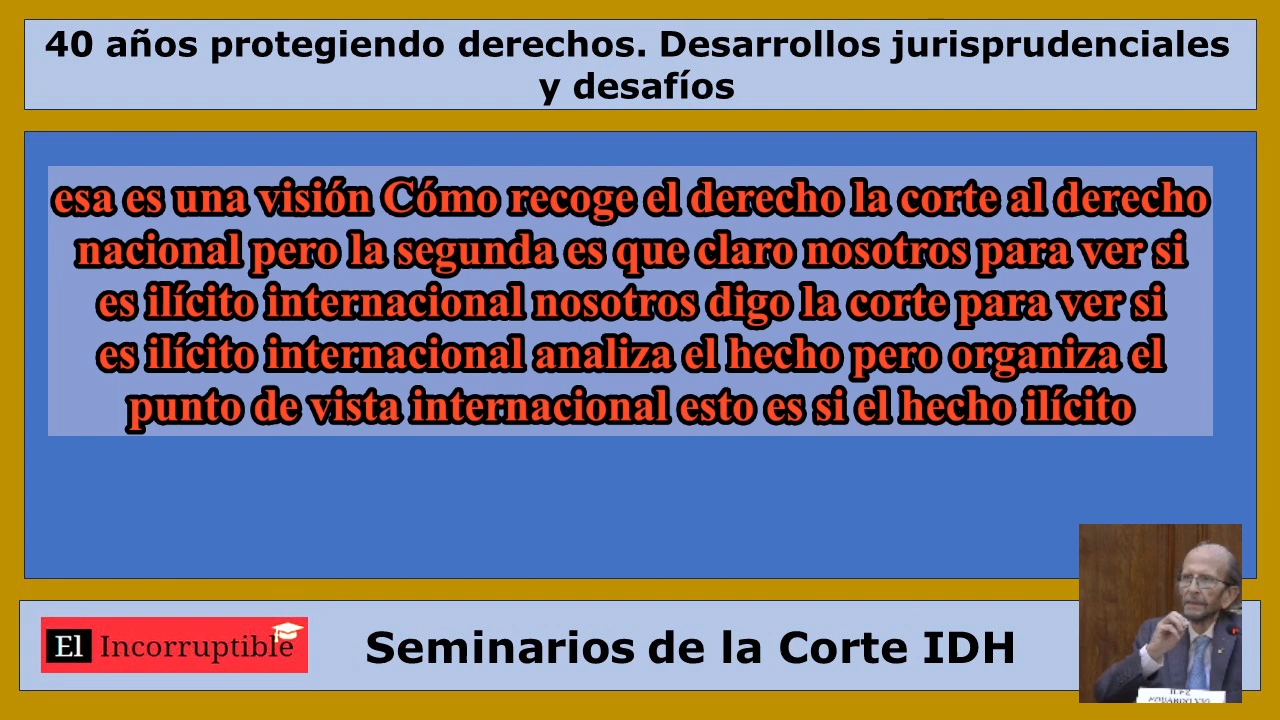 40 años protegiendo derechos. Desarrollos jurisprudenciales
y desafíos
esa es una visión Cómo recoge el derecho la corte al derecho
nacional pero la segunda es que claro nosotros para ver si
es ilícito internacional nosotros digo la corte para ver si
es ilícito internacional analiza el hecho pero organiza el
punto de vista internacional esto es si el hecho ilícito
El Incorruptible
Seminarios de la Corte IDH